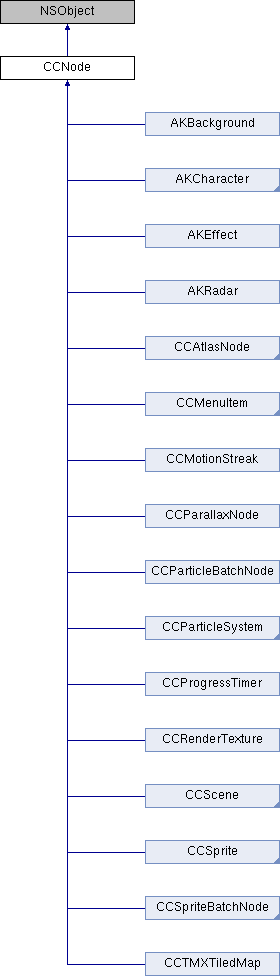 NSObject
CCNode
AKBackground
AKCharacter
AKEffect
AKRadar
CCAtlasNode
CCMenuItem
CCMotionStreak
CCParallaxNode
CCParticleBatchNode
CCParticleSystem
CCProgressTimer
CCRenderTexture
CCScene
CCSprite
CCSpriteBatchNode
CCTMXTiledMap